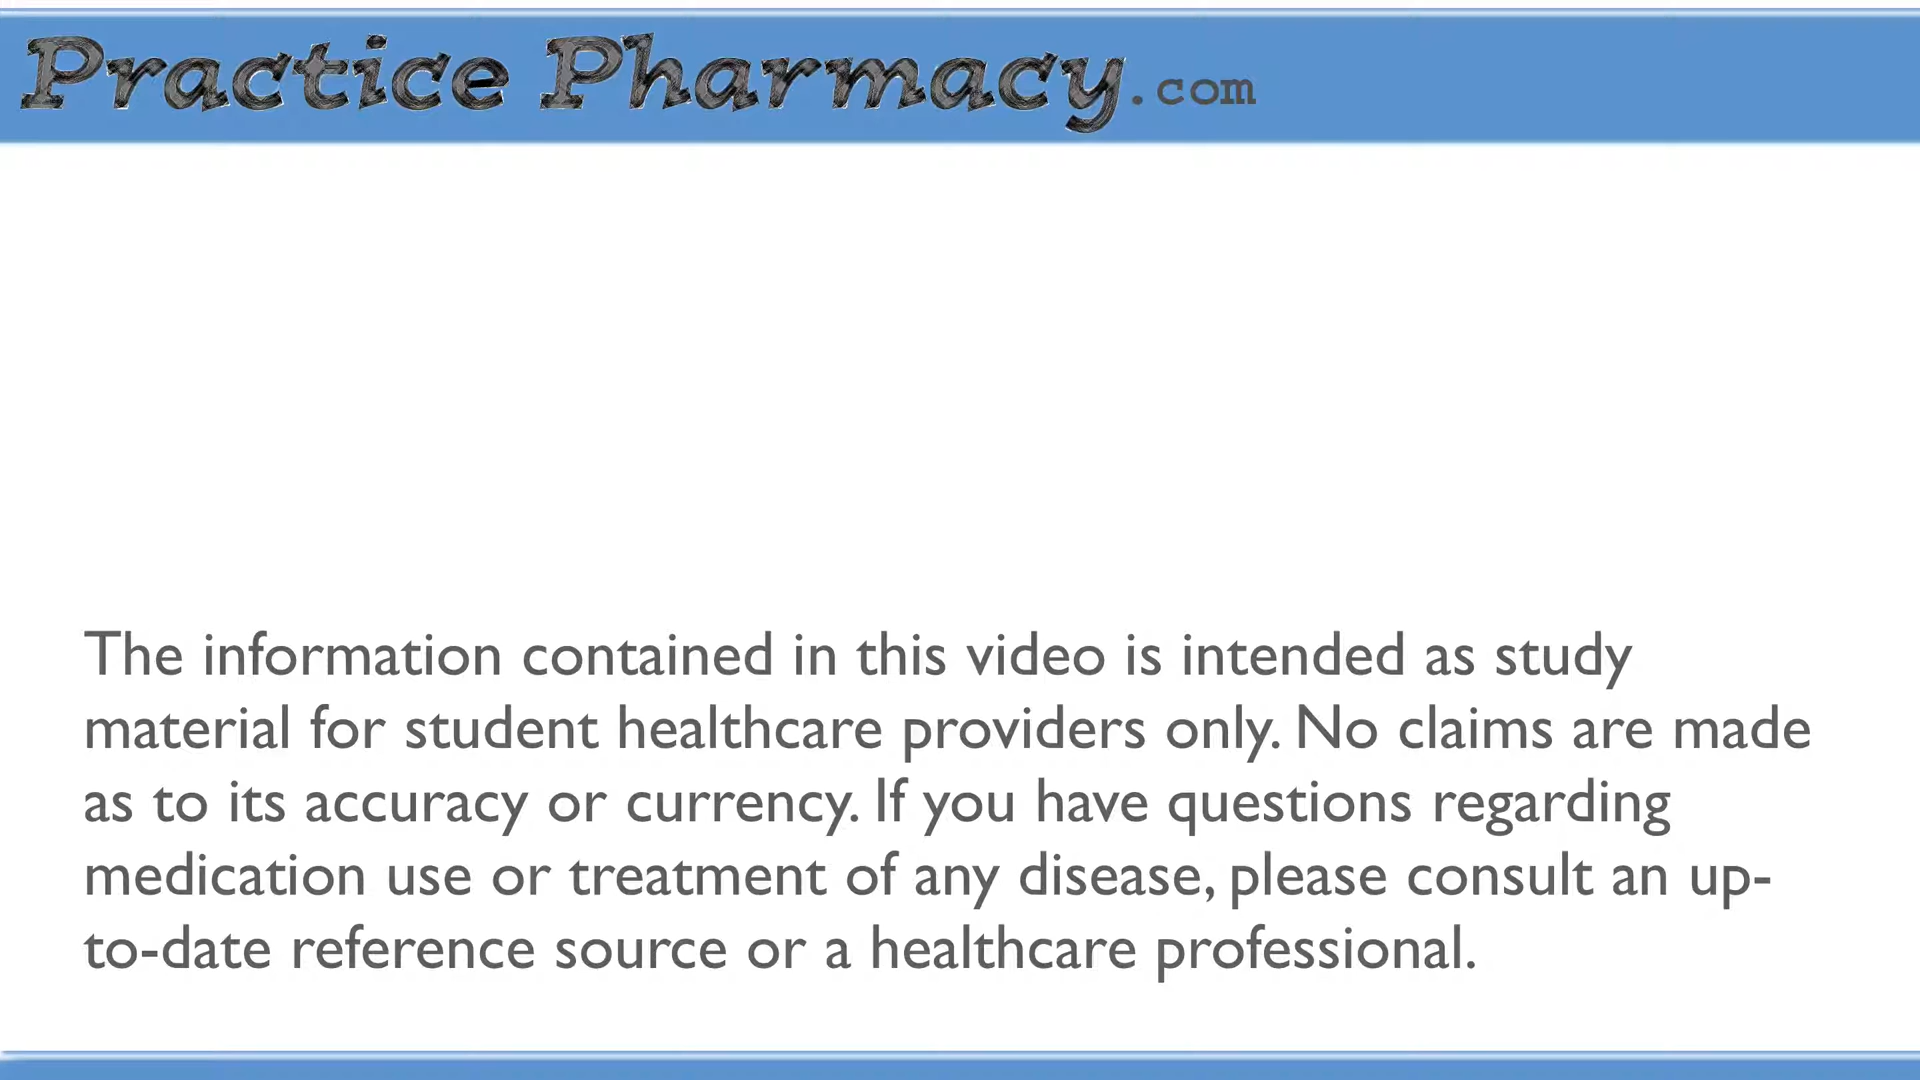 Practice Pharmacy.com
The information contained in this video is intended as study
material for student healthcare providers only. No claims are made
as to its accuracy or currency. If you have questions regarding
medication use or treatment of any disease, please consult an up-
to-date reference source or a healthcare professional.